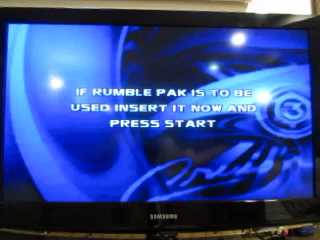 IF RUMBLE PAK IS TO BE
USED INSERT IT NOW AND
PRESS START
SAMSUNG